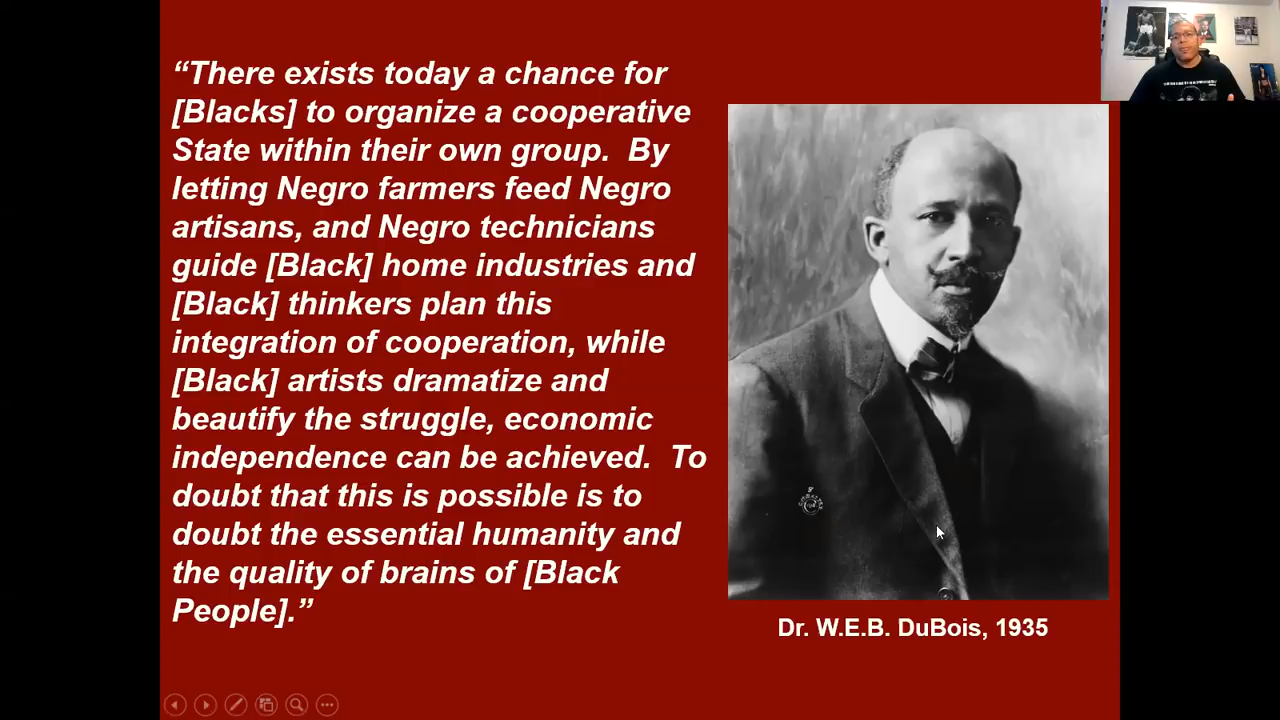 “There exists today a chance for
[Blacks] to organize a cooperative
State within their own group.  By
letting Negro farmers feed Negro
artisans, and Negro technicians
guide [Black] home industries and
[Black] thinkers plan this
integration of cooperation, while
[Black] artists dramatize and
beautify the struggle, economic
independence can be achieved.  To
doubt that this is possible is to
doubt the essential humanity and
the quality of brains of [Black
People].”
Dr. W.E.B. DuBois, 1935